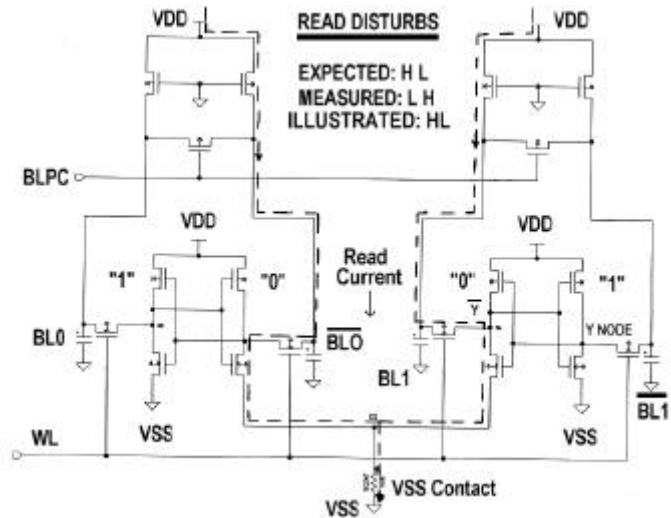 READ DISTURBS
VDD
VDD
EXPECTED: H L
MEASURED: L H
ILLUSTRATED: HL
BLPC
VDD
VDD
"1"
"0"
Read
Current
"0"
"1"
Y
Y NODE
BL0
BLO
BL1
BL1
VSS
VSS
WL
VSS Contact
VSS